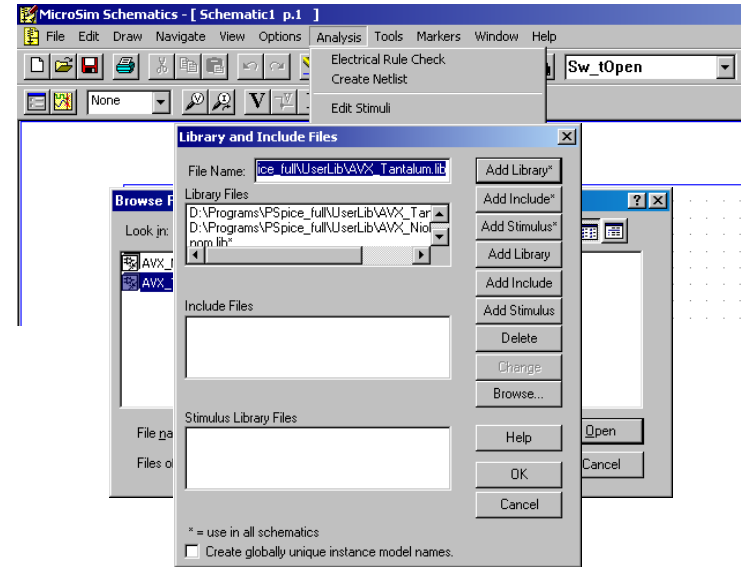 MicroSim Schematics - [ Schematic1 p.1 ]
File Edit Draw Navigate View Options Analysis Tools Markers Window Help
Electrical Rule Check
Create Netlist
Edit Stimuli
Sw_tOpen
None
Library and Include Files
File Name: ice_full\UserLib\AVX_Tantalum.lib
Library Files
D:\Programs\PSpice_full\UserLib\AVX_Tar
D:\Programs\PSpice_full\UserLib\AVX_Niol
nom.lib*
Include Files
Stimulus Library Files
* = use in all schematics
Create globally unique instance model names.
Add Library*
Add Include*
Add Stimulus*
Add Library
Add Include
Add Stimulus
Delete
Change
Browse...
Help
OK
Cancel
Browse F
Look in:
AVX_
AVX_
File na
Files o
Open
Cancel